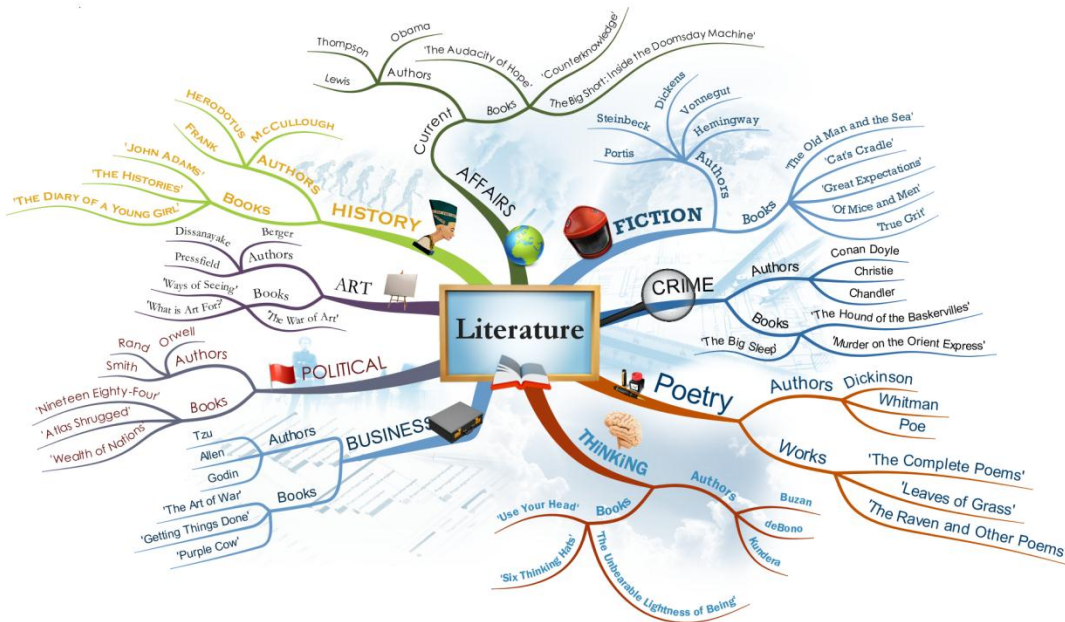 Literature
Current
AFFAIRS
Authors
Thompson
Obama
Lewis
Books
'The Audacity of Hope'
'Counterknowledge'
'The Big Short: Inside the Doomsday Machine'
FICTION
Authors
Dickens
Vonnegut
Steinbeck
Hemingway
Portis
Books
'The Old Man and the Sea'
'Cat's Cradle'
'Great Expectations'
'Of Mice and Men'
'True Grit'
CRIME
Authors
Conan Doyle
Christie
Chandler
Books
'The Hound of the Baskervilles'
'The Big Sleep'
'Murder on the Orient Express'
Poetry
Authors
Dickinson
Whitman
Poe
Works
'The Complete Poems'
'Leaves of Grass'
'The Raven and Other Poems
THiNKiNG
Authors
Buzan
deBono
Kundera
Books
'Use Your Head'
'Six Thinking Hats'
'The Unbearable Lightness of Being'
BUSINESS
Authors
Tzu
Allen
Godin
Books
'The Art of War'
'Getting Things Done'
'Purple Cow'
POLITICAL
Authors
Rand
Orwell
Smith
Books
'Nineteen Eighty-Four'
'Atlas Shrugged'
'Wealth of Nations
ART
Authors
Dissanayake
Berger
Pressfield
Books
'Ways of Seeing'
'What is Art For?'
'The War of Art'
HISTORY
AUTHORS
HERODOTUS
MCCULLOUGH
FRANK
BOOKS
'JOHN ADAMS'
'THE HISTORIES'
'THE DIARY OF A YOUNG GIRL'